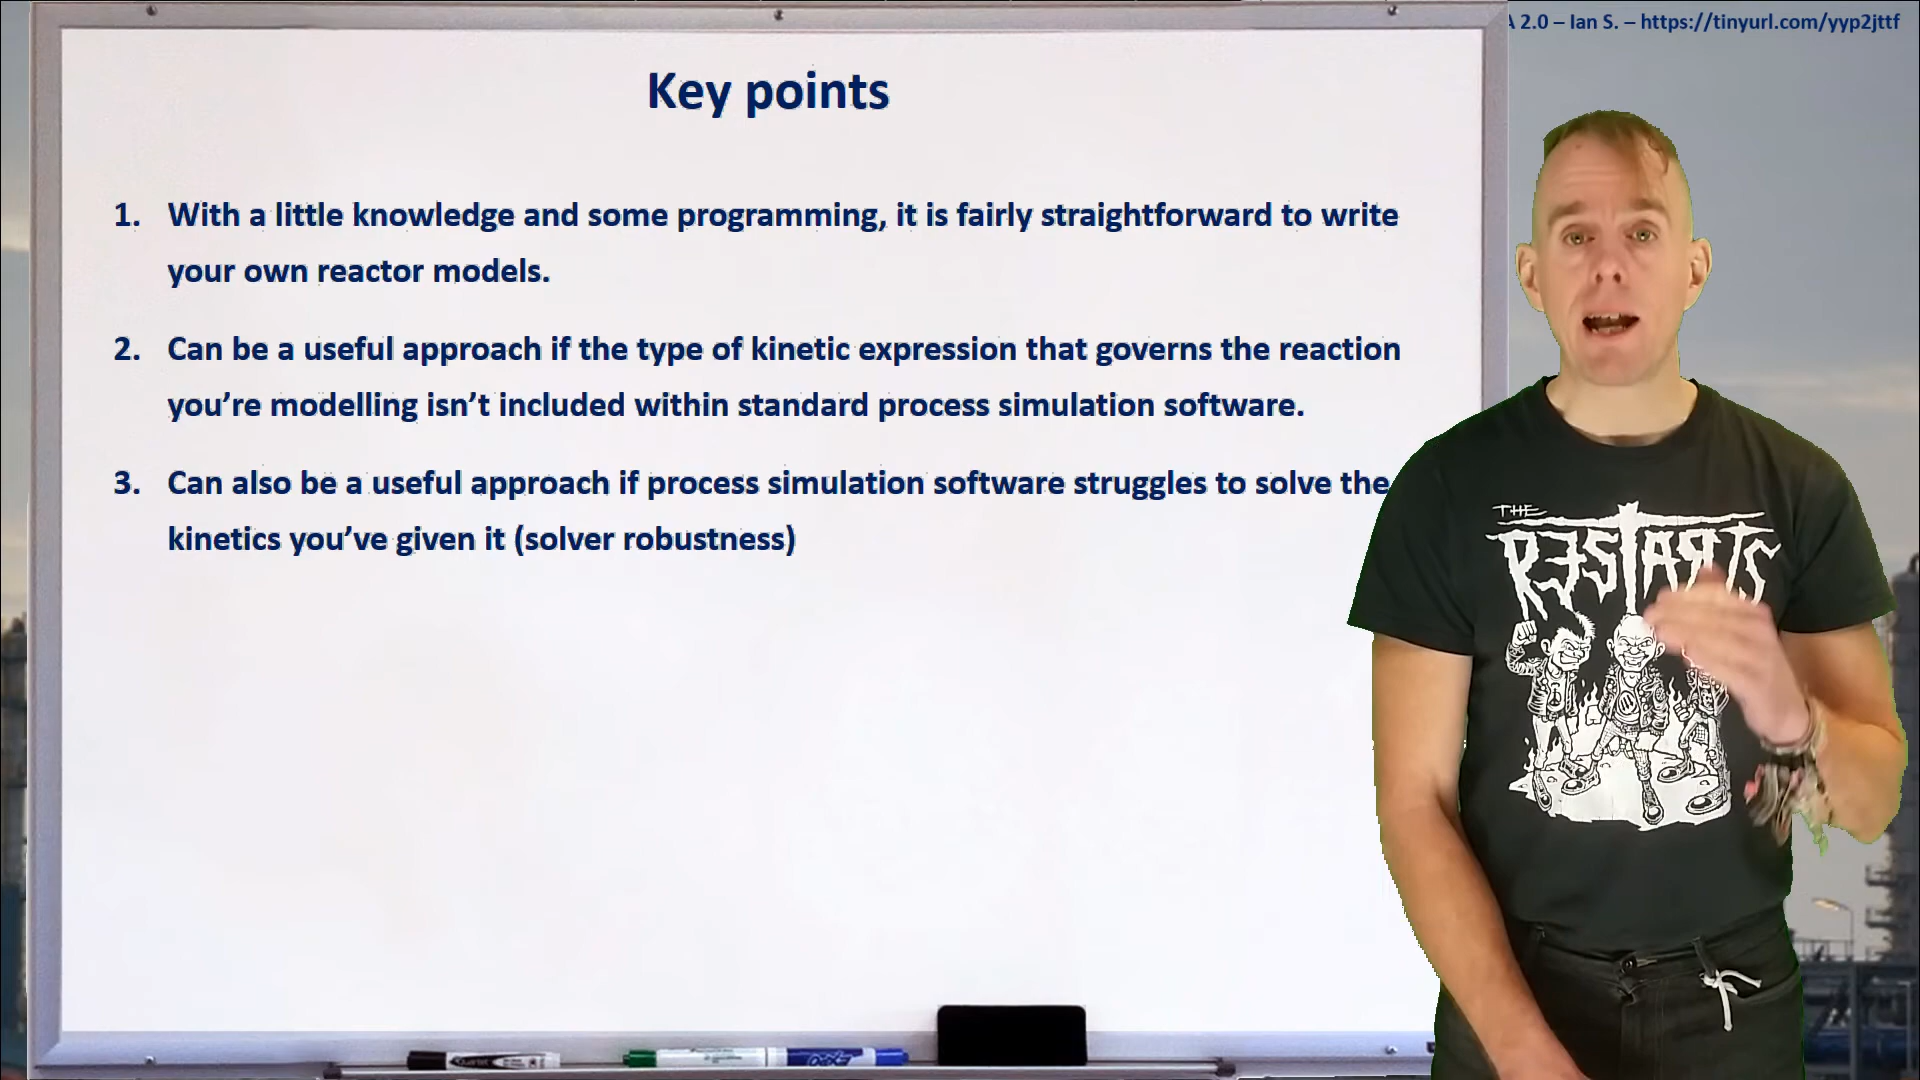 A 2.0 – Ian S. – https://tinyurl.com/yyp2jttf
Key points
1. With a little knowledge and some programming, it is fairly straightforward to write
your own reactor models.
2. Can be a useful approach if the type of kinetic expression that governs the reaction
you’re modelling isn’t included within standard process simulation software.
3. Can also be a useful approach if process simulation software struggles to solve the
kinetics you’ve given it (solver robustness)
THE
RESTARTS